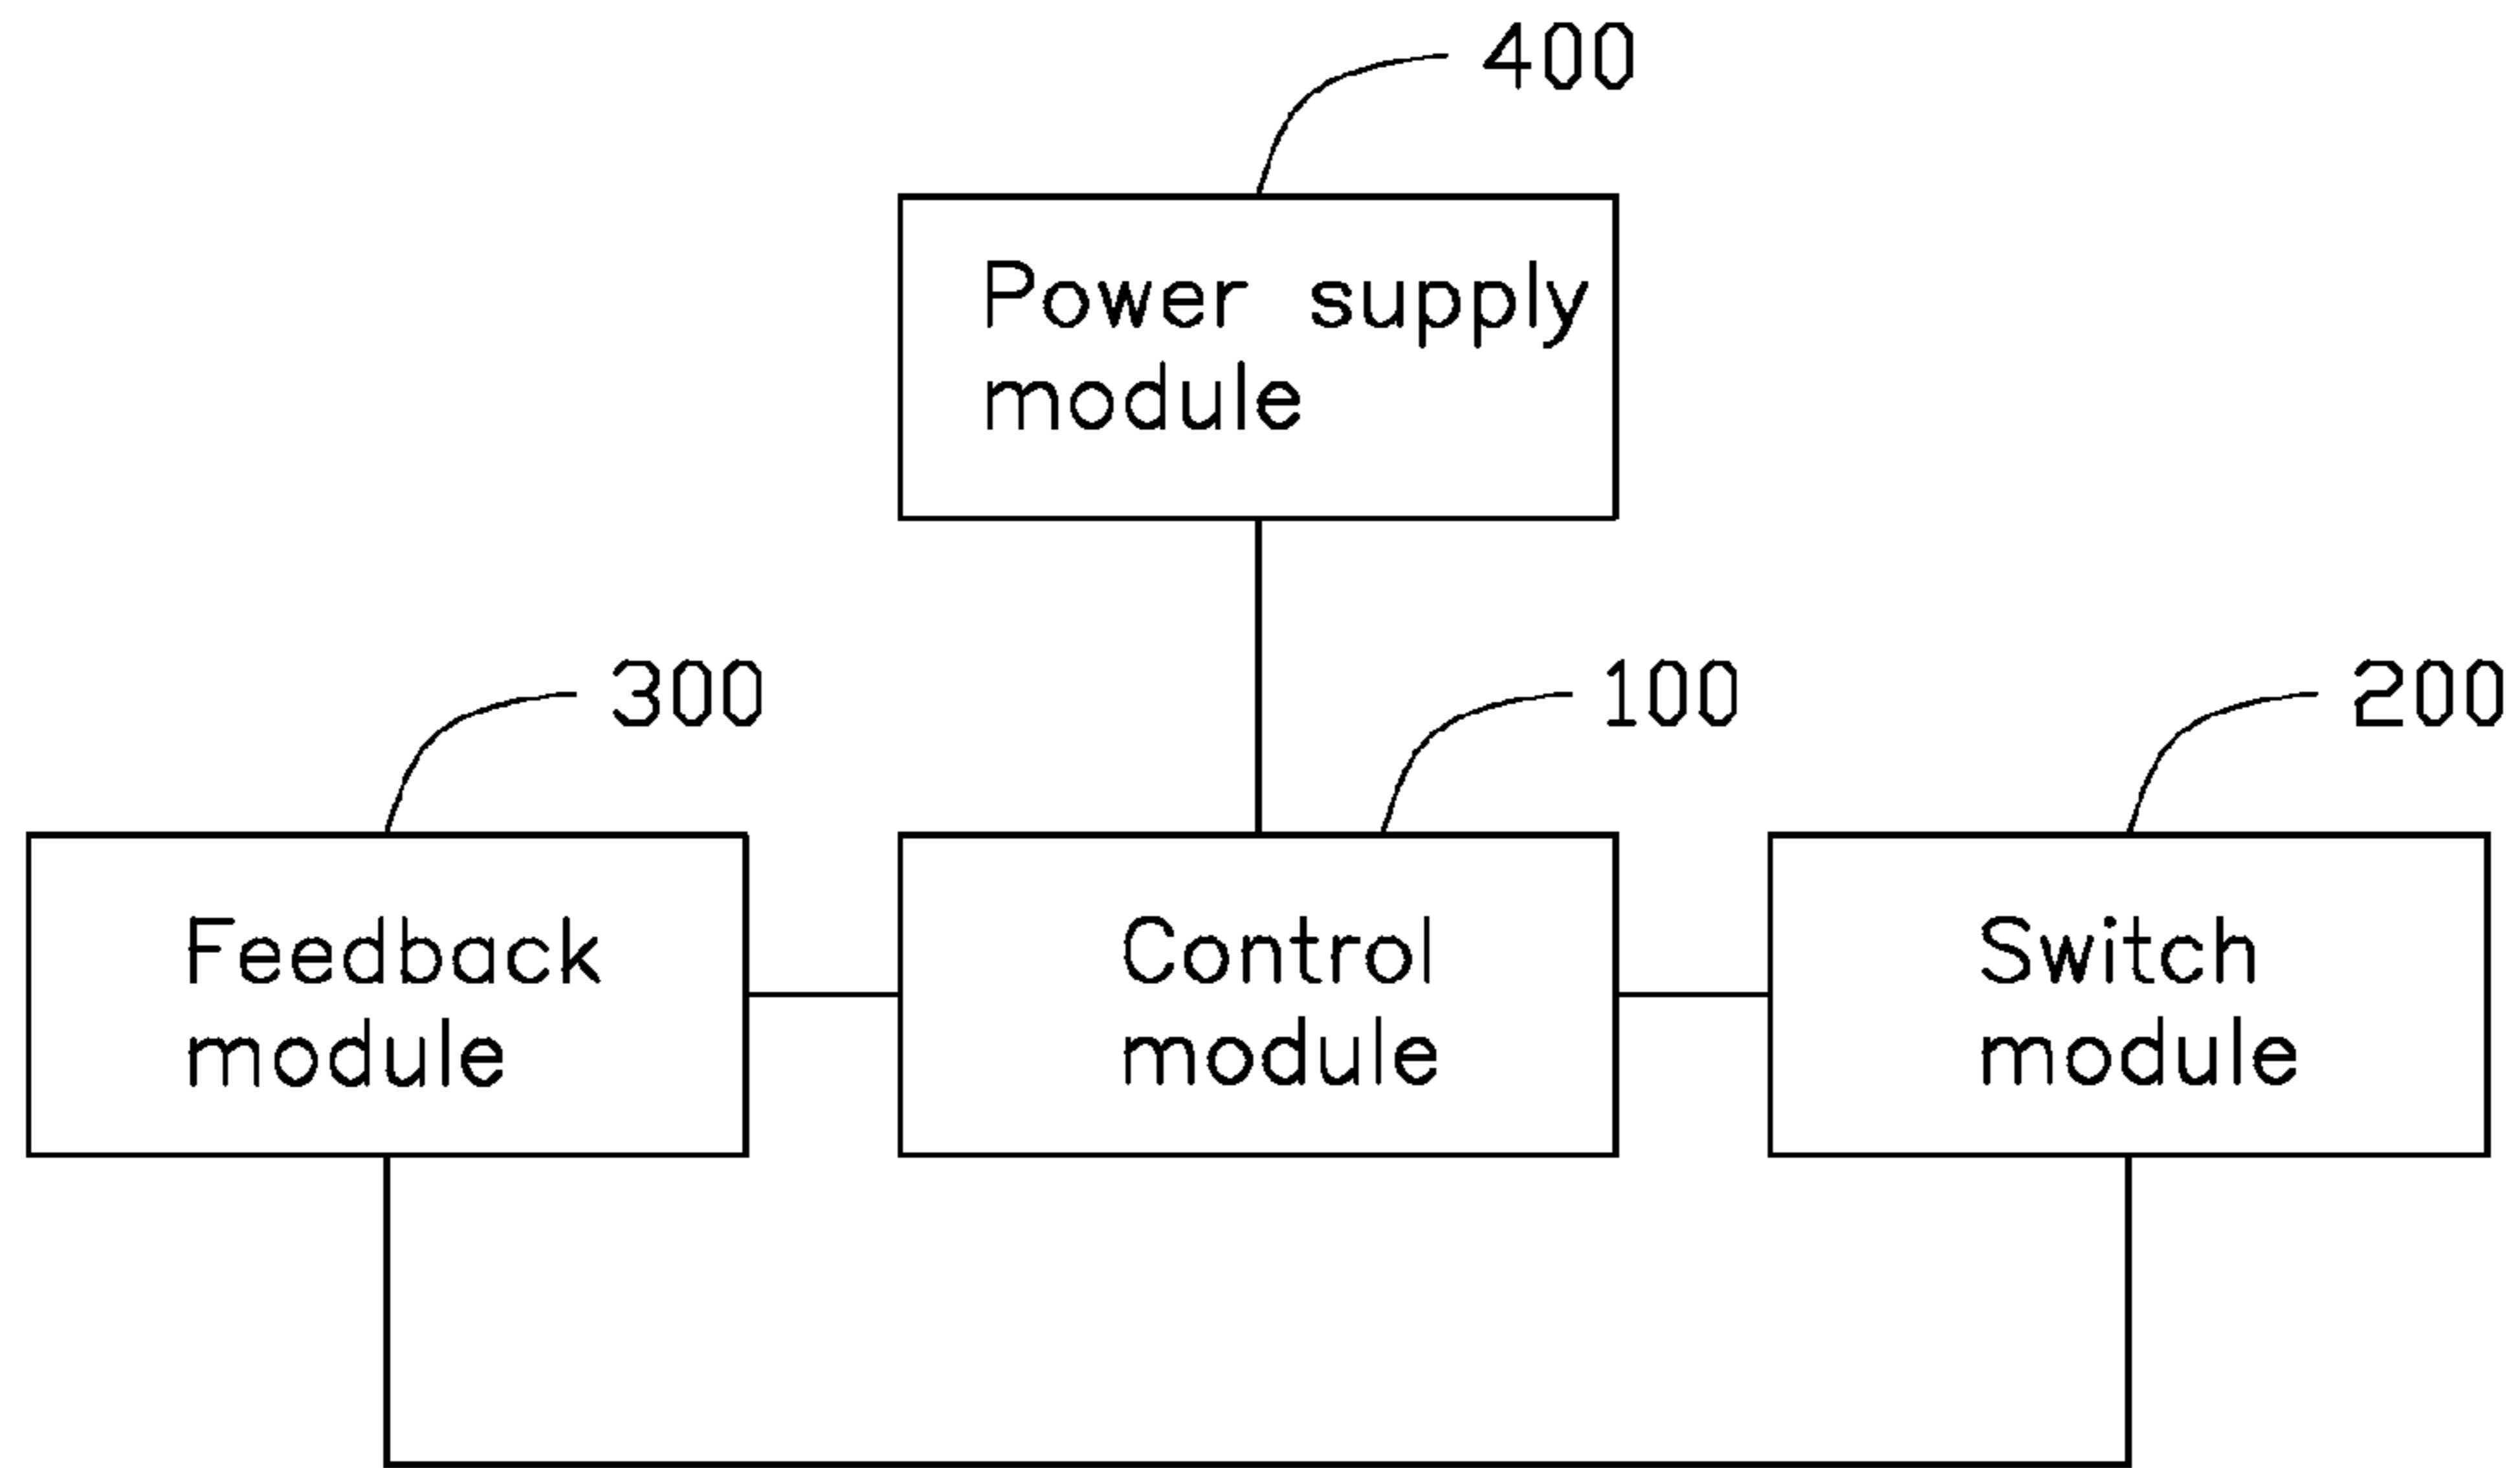 400
Power supply
module
300
100
200
Feedback
module
Control
module
Switch
module